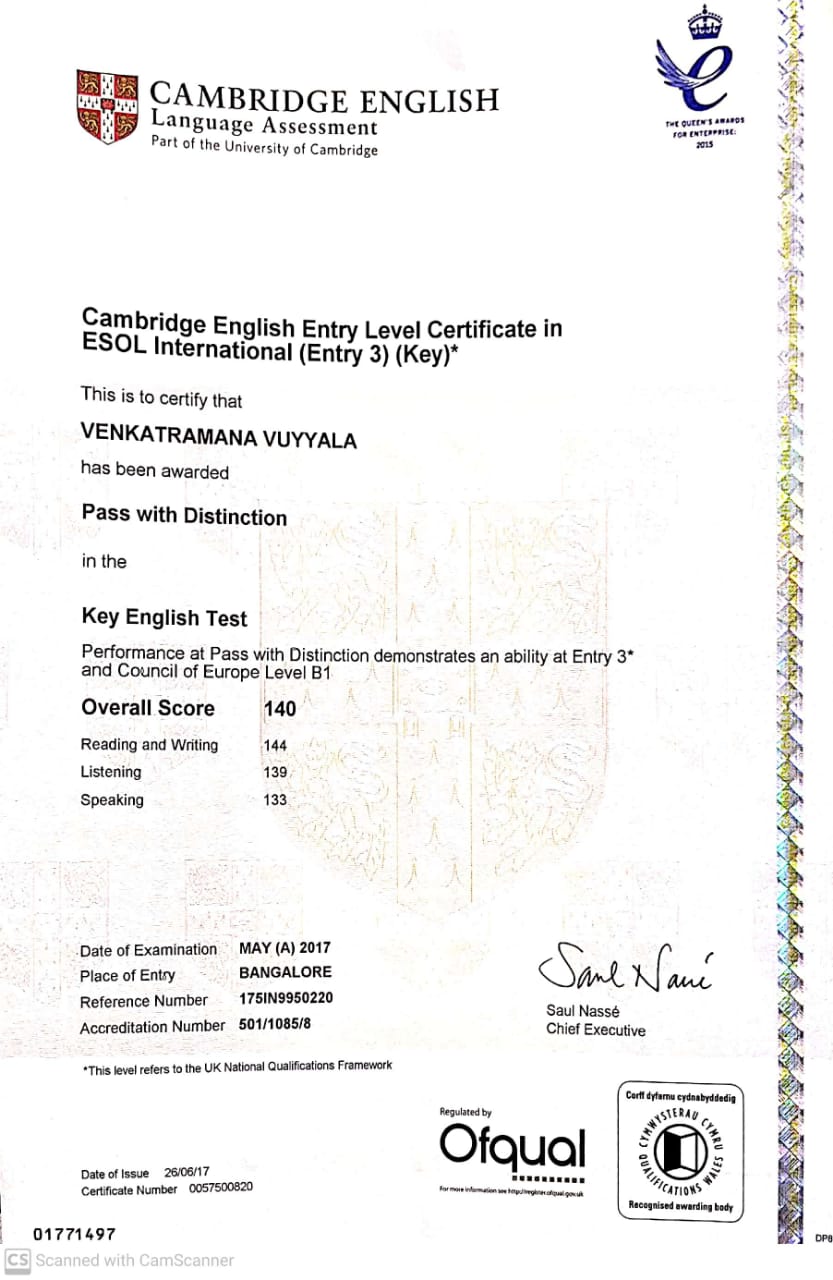 CAMBRIDGE ENGLISH
Language Assessment
Part of the University of Cambridge
THE QUEEN'S AWARDS
FOR ENTERPRISE:
2015
Cambridge English Entry Level Certificate in
ESOL International (Entry 3) (Key)*
This is to certify that
VENKATRAMANA VUYYALA
has been awarded
Pass with Distinction
in the
Key English Test
Performance at Pass with Distinction demonstrates an ability at Entry 3*
and Council of Europe Level B1
Overall Score 140
Reading and Writing 144
Listening 139
Speaking 133
Date of Examination MAY (A) 2017
Place of Entry BANGALORE
Reference Number 175IN9950220
Accreditation Number 501/1085/8
Saul Nassé
Saul Nassé
Chief Executive
*This level refers to the UK National Qualifications Framework
Regulated by
Ofqual
For more information see http://register.ofqual.gov.uk
Corff dyfarnu cydnabyddedig
CYMWYSTERAU CYMRU
QUALIFICATIONS WALES
Recognised awarding body
Date of Issue 26/06/17
Certificate Number 0057500820
01771497
DP8
CS Scanned with CamScanner